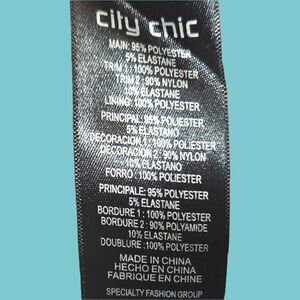 city chic
MAIN: 95% POLYESTER
5% ELASTANE
TRIM 1: 100% POLYESTER
TRIM 2: 90% NYLON
10% ELASTANE
LINING: 100% POLYESTER
PRINCIPAL: 95% POLIESTER
5% ELASTANO
DECORACION 1: 100% POLIESTER
DECORACION 2: 90% NYLON
10% ELASTANO
FORRO: 100% POLIESTER
PRINCIPALE: 95% POLYESTER
5% ELASTANE
BORDURE 1: 100% POLYESTER
BORDURE 2: 90% POLYAMIDE
10% ELASTANE
DOUBLURE: 100% POLYESTER
MADE IN CHINA
HECHO EN CHINA
FABRIQUE EN CHINE
SPECIALTY FASHION GROUP